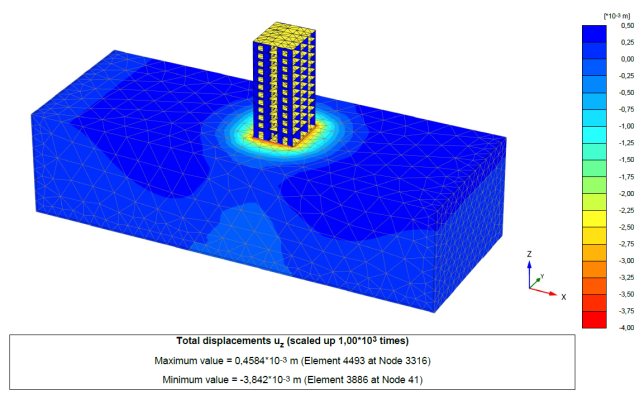 [*10-3 m]
0,50
0,25
0,00
-0,25
-0,50
-0,75
-1,00
-1,25
-1,50
-1,75
-2,00
-2,25
-2,50
-2,75
-3,00
-3,25
-3,50
-3,75
-4,00
Z
Y
X
Total displacements uz (scaled up 1,00*10³ times)
Maximum value = 0,4584*10-3 m (Element 4493 at Node 3316)
Minimum value = -3,842*10-3 m (Element 3886 at Node 41)